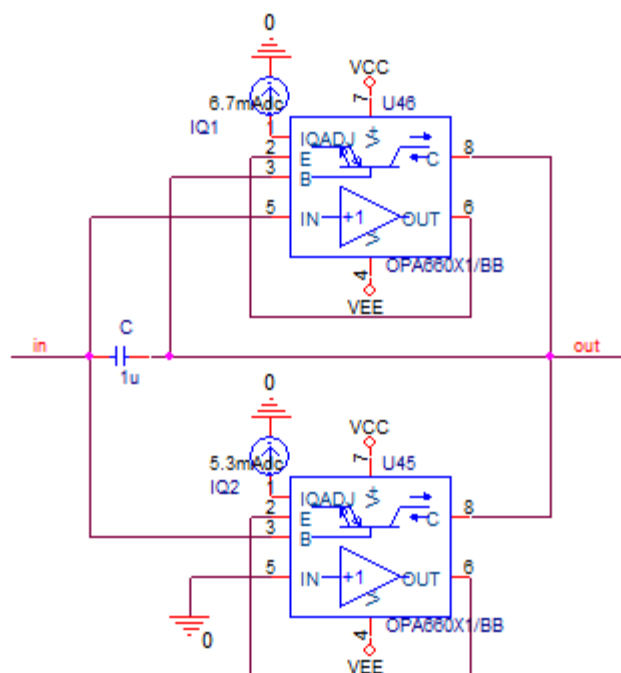 0
VCC
6.7mAdc
7
U46
IQ1
1
IQADJ
V+
2
E
C
8
3
B
5
IN
+1
OUT
6
V-
4
OPA660X1/BB
VEE
C
in
out
1u
0
VCC
5.3mAdc
7
U45
IQ2
1
IQADJ
V+
2
E
C
8
3
B
5
IN
+1
OUT
6
V-
0
4
OPA660X1/BB
VEE